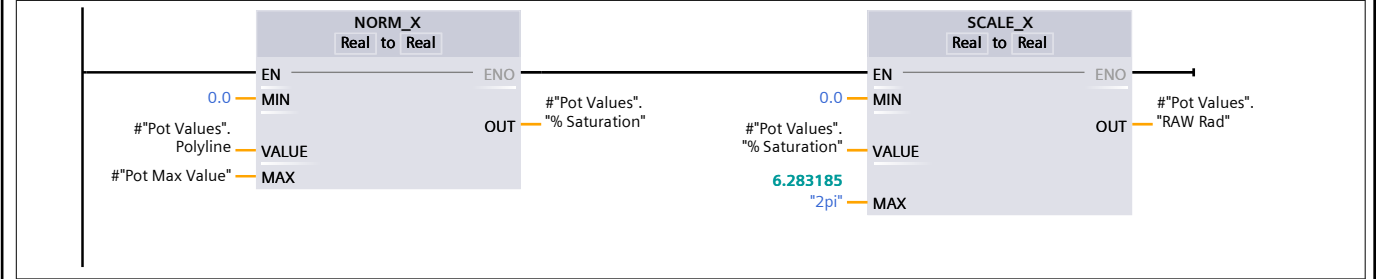 NORM_X
Real to Real
EN
ENO
0.0
MIN
#"Pot Values".
Polyline
VALUE
#"Pot Max Value"
MAX
OUT
#"Pot Values".
"% Saturation"
SCALE_X
Real to Real
EN
ENO
0.0
MIN
#"Pot Values".
"% Saturation"
VALUE
6.283185
"2pi"
MAX
OUT
#"Pot Values".
"RAW Rad"